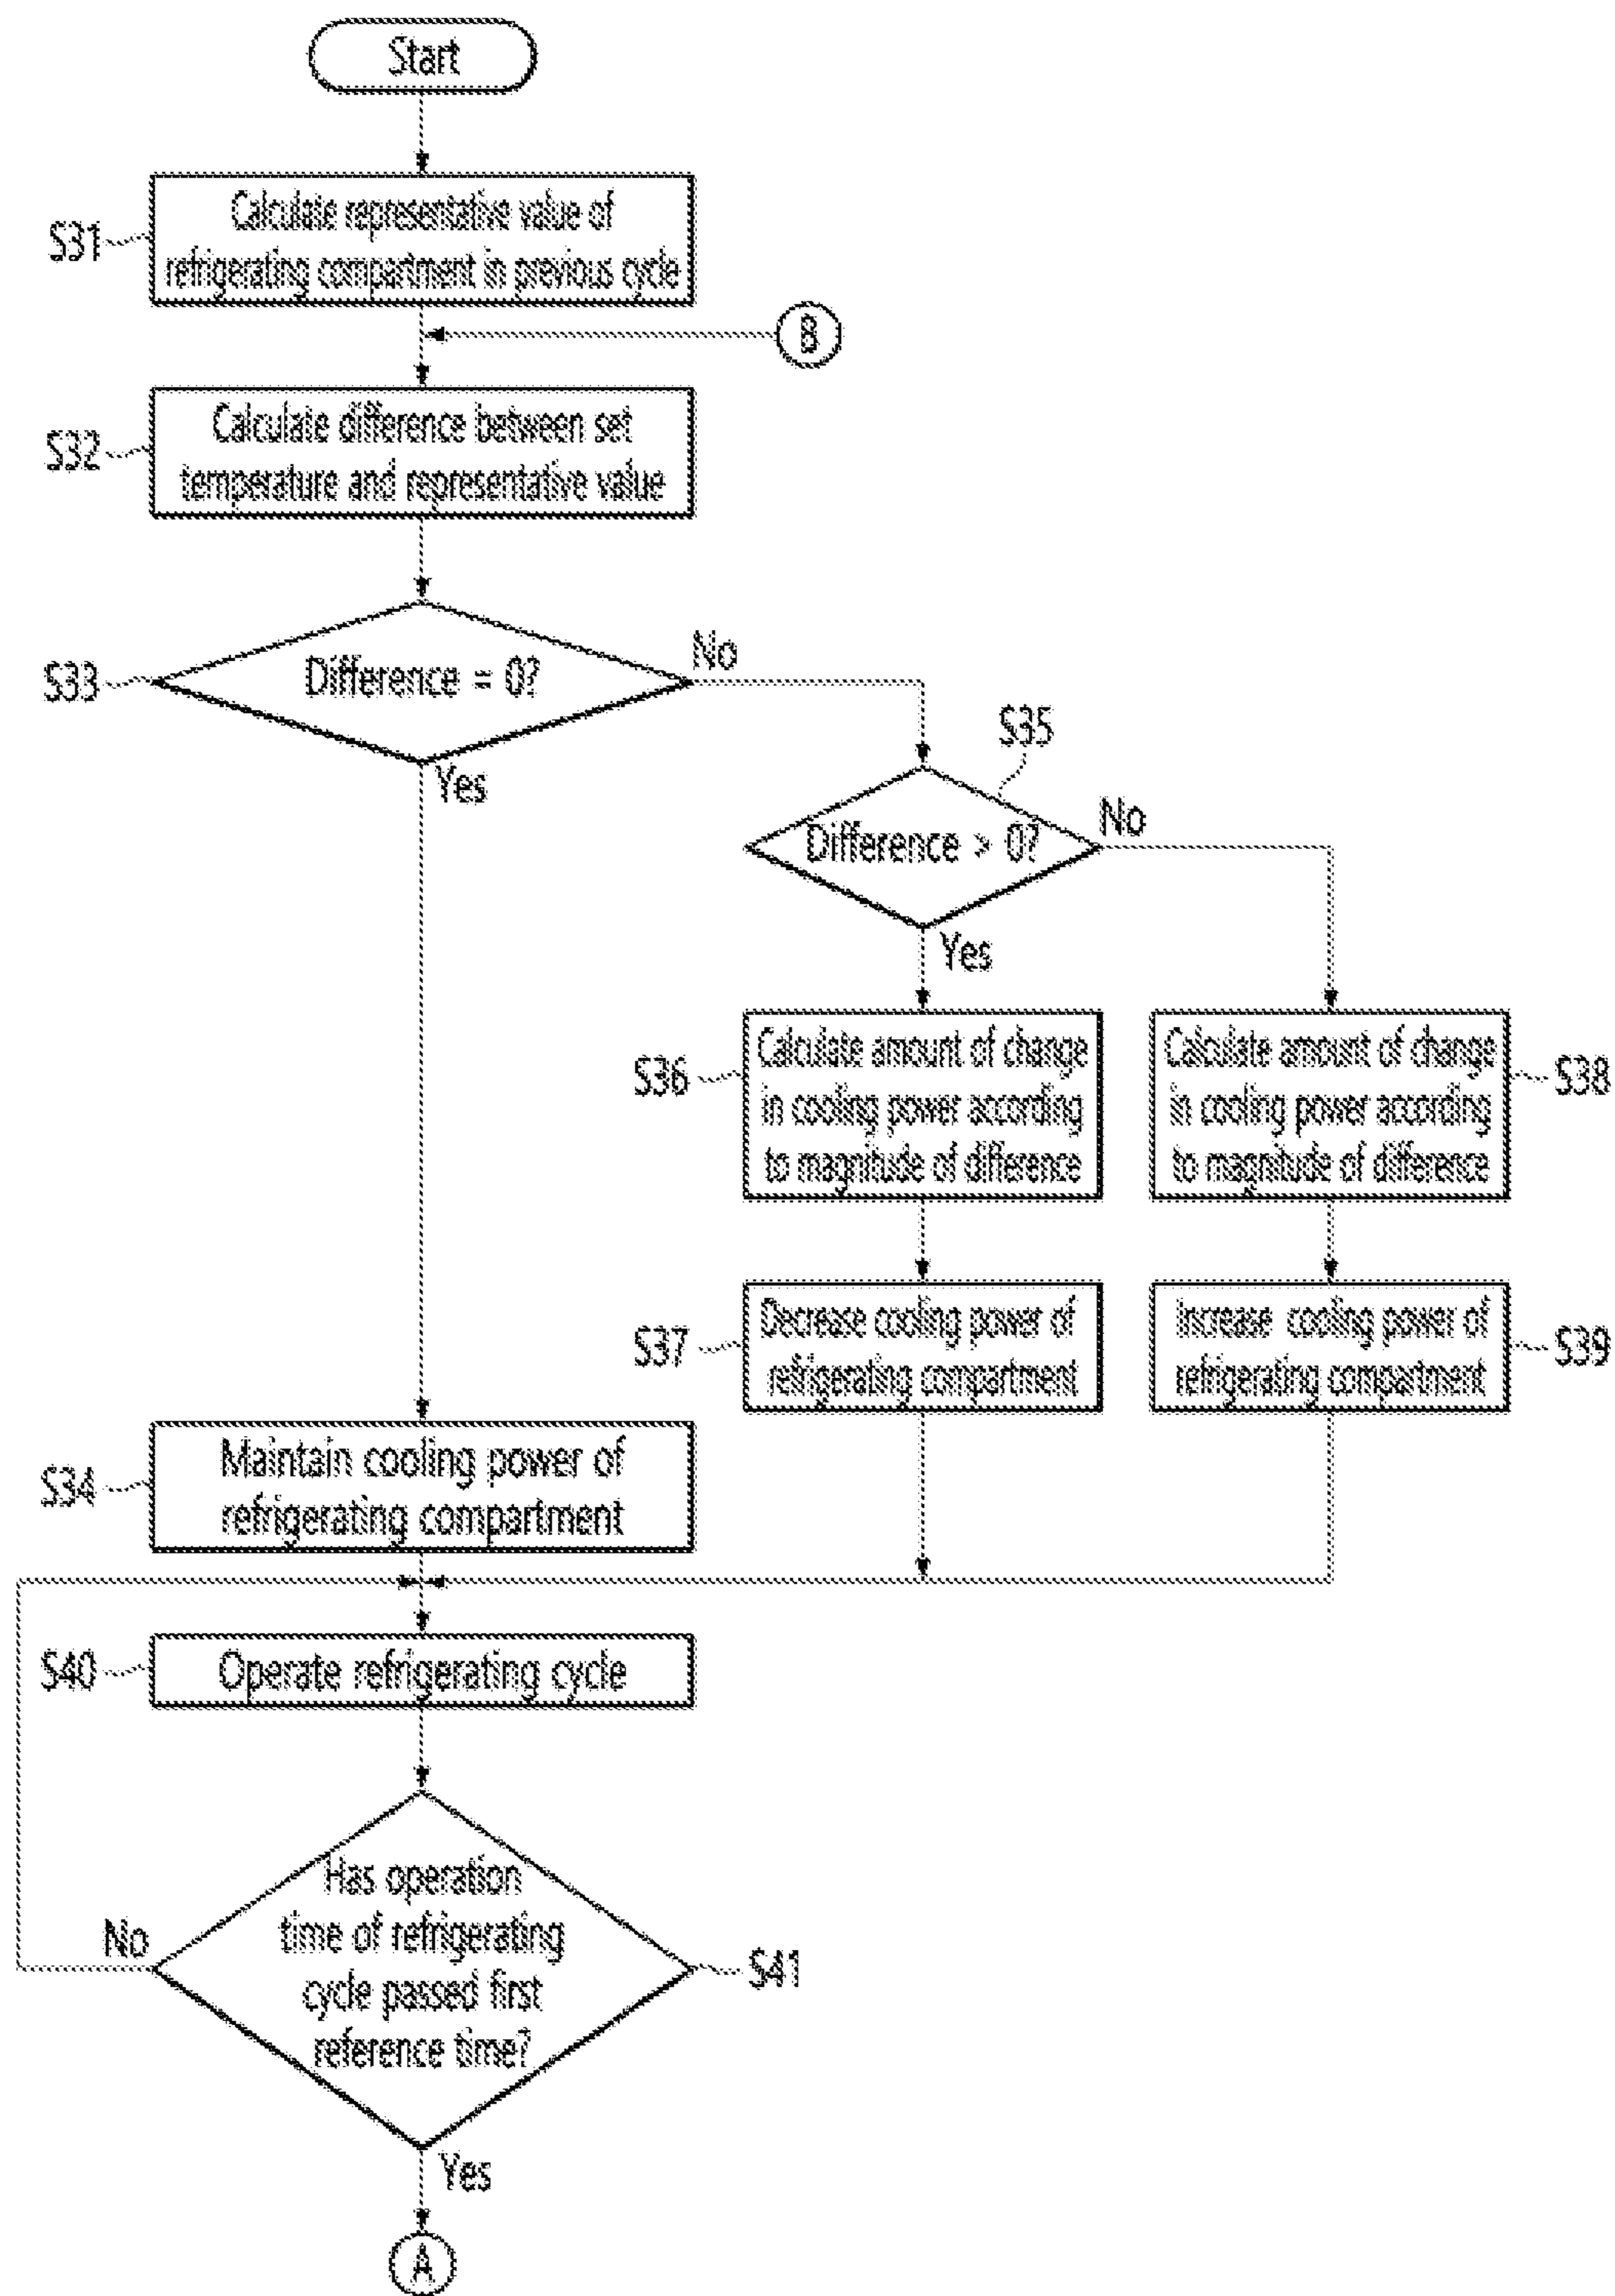 Start
S31
Calculate representative value of
refrigerating compartment in previous cycle
B
S32
Calculate difference between set
temperature and representative value
S33
Difference = 0?
No
Yes
S35
Difference > 0?
No
Yes
S36
Calculate amount of change
in cooling power according
to magnitude of difference
Calculate amount of change
in cooling power according
to magnitude of difference
S38
S37
Decrease cooling power of
refrigerating compartment
Increase cooling power of
refrigerating compartment
S39
S34
Maintain cooling power of
refrigerating compartment
S40
Operate refrigerating cycle
Has operation
time of refrigerating
cycle passed first
reference time?
No
S41
Yes
A